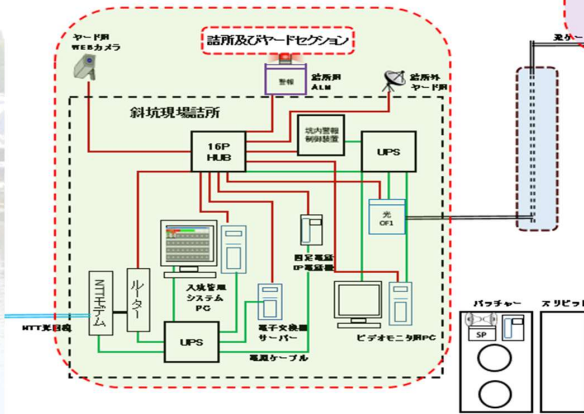 詰所及びヤードセクション
ヤード用
WEBカメラ
警報
詰所用
ALM
詰所外
ヤード用
斜坑現場詰所
16P
HUB
坑内警報
制御装置
UPS
光
OF1
固定電話
IP電話器
入坑管理
システム
PC
NTTモデム
ルーター
電子交換器
サーバー
ビデオモニタ用PC
NTT光回線
UPS
電源ケーブル
バッチャー
SP